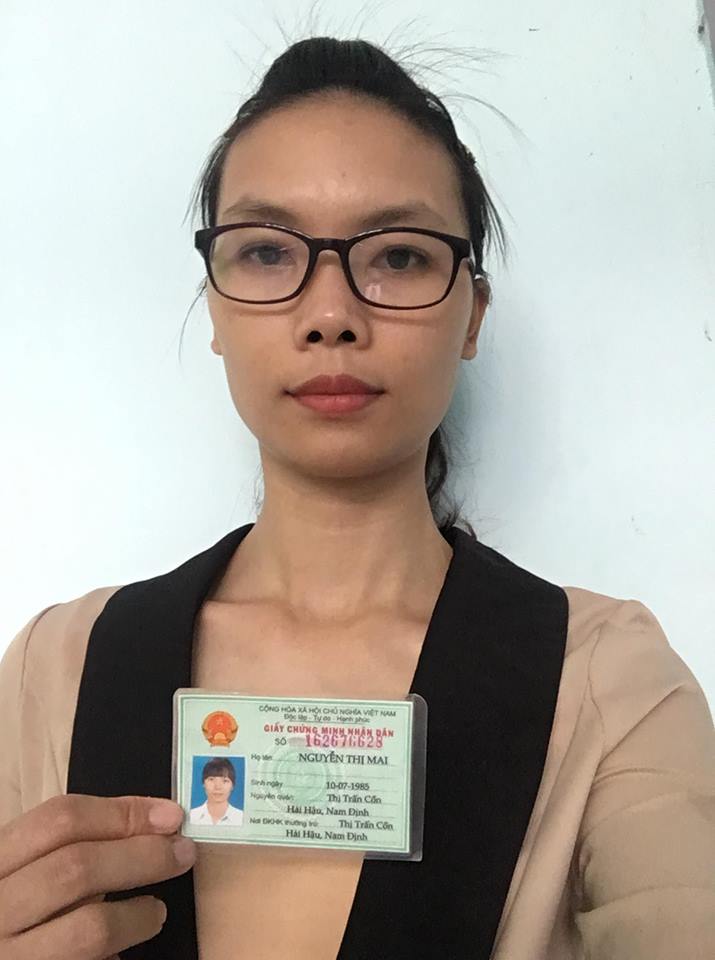 CỘNG HÒA XÃ HỘI CHỦ NGHĨA VIỆT NAM
Độc lập - Tự do - Hạnh phúc
GIẤY CHỨNG MINH NHÂN DÂN
SỐ 162676628
Họ tên NGUYỄN THỊ MAI
Sinh ngày 10-07-1985
Nguyên quán: Thị Trấn Cồn
Hải Hậu, Nam Định
Nơi ĐKHK thường trú: Thị Trấn Cồn
Hải Hậu, Nam Định